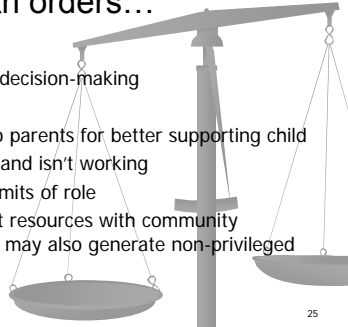 orders…
decision-making
parents for better supporting child
and isn't working
of role
resources with community
may also generate non-privileged
25